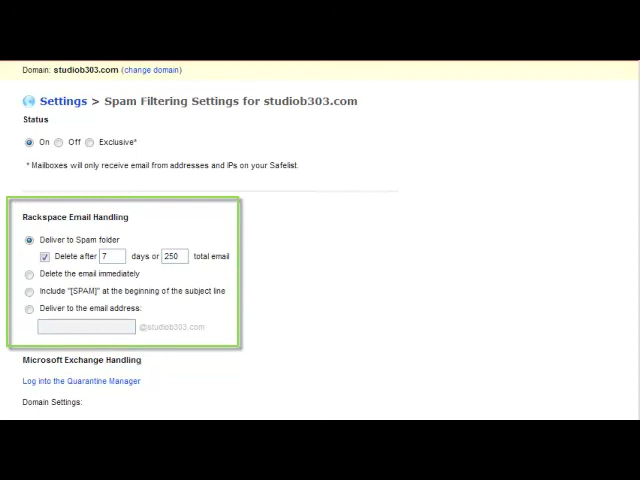 Domain: studiob303.com (change domain)
Settings > Spam Filtering Settings for studiob303.com
Status
On Off Exclusive*
* Mailboxes will only receive email from addresses and IPs on your Safelist.
Rackspace Email Handling
Deliver to Spam folder
Delete after 7 days or 250 total email
Delete the email immediately
Include "[SPAM]" at the beginning of the subject line
Deliver to the email address:
@studiob303.com
Microsoft Exchange Handling
Log into the Quarantine Manager
Domain Settings: